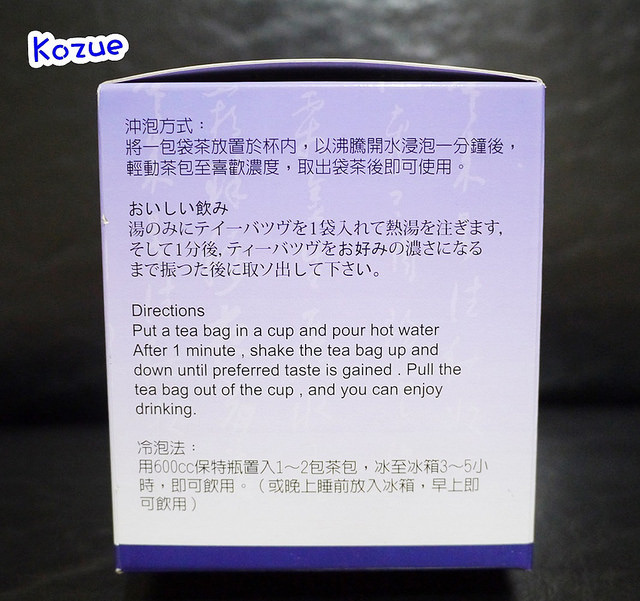 Kozue
沖泡方式：
將一包袋茶放置於杯内，以沸騰開水浸泡一分鐘後，
輕動茶包至喜歡濃度，取出袋茶後即可使用。
おいしい飲み
湯のみにテイーバツヴを1袋入れて熱湯を注ぎます,
そして1分後,ティーバツヴをお好みの濃さになる
まで振つた後に取ソ出して下さい。
Directions
Put a tea bag in a cup and pour hot water
After 1 minute , shake the tea bag up and
down until preferred taste is gained . Pull the
tea bag out of the cup , and you can enjoy
drinking.
冷泡法：
用600cc保特瓶置入1～2包茶包，冰至冰箱3～5小
時，即可飲用。（或晚上睡前放入冰箱，早上即
可飲用）